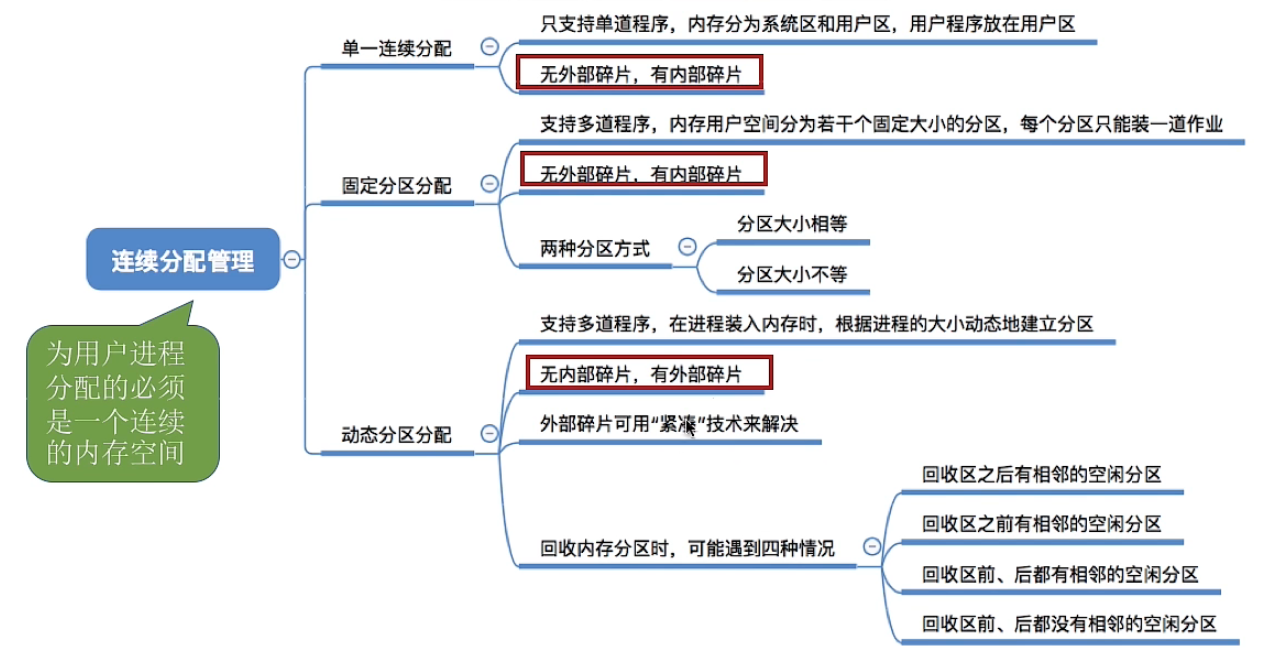 只支持单道程序，内存分为系统区和用户区，用户程序放在用户区
单一连续分配
无外部碎片，有内部碎片
支持多道程序，内存用户空间分为若干个固定大小的分区，每个分区只能装一道作业
无外部碎片，有内部碎片
固定分区分配
分区大小相等
两种分区方式
分区大小不等
连续分配管理
为用户进程
分配的必须
是一个连续
的内存空间
支持多道程序，在进程装入内存时，根据进程的大小动态地建立分区
无内部碎片，有外部碎片
外部碎片可用“紧凑”技术来解决
动态分区分配
回收区之后有相邻的空闲分区
回收区之前有相邻的空闲分区
回收内存分区时，可能遇到四种情况
回收区前、后都有相邻的空闲分区
回收区前、后都没有相邻的空闲分区